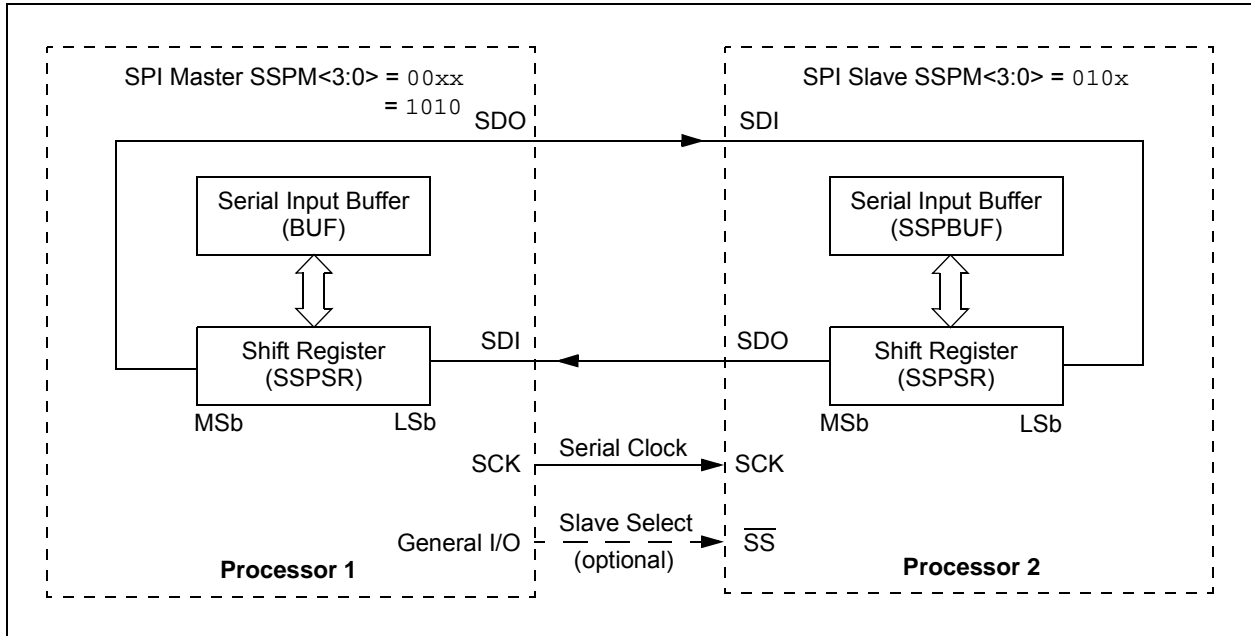 SPI Master SSPM<3:0> = 00xx
= 1010
SPI Slave SSPM<3:0> = 010x
SDO
SDI
Serial Input Buffer
(BUF)
Serial Input Buffer
(SSPBUF)
Shift Register
(SSPSR)
SDI
SDO
Shift Register
(SSPSR)
MSb
LSb
MSb
LSb
SCK
Serial Clock
SCK
General I/O
Slave Select
(optional)
S̅S̅
Processor 1
Processor 2